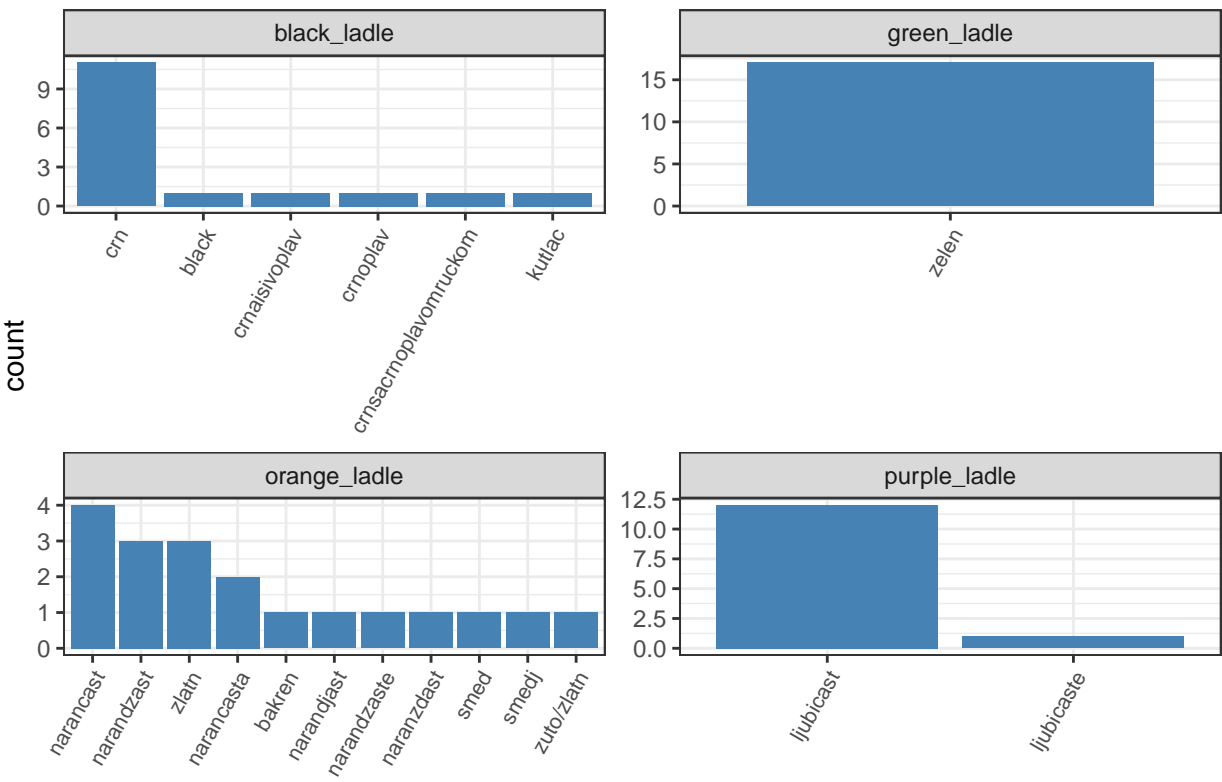 black_ladle
green_ladle
9
6
3
0
15
10
5
0
crn
black
crnaisivoplav
crnoplav
crnsacrnoplavomruckom
kutlac
zelen
count
orange_ladle
purple_ladle
4
3
2
1
0
12.5
10.0
7.5
5.0
2.5
0.0
narancast
narandzast
zlatn
narancasta
bakren
narandjast
narandzaste
naranzdast
smed
smedj
zuto/zlatn
ljubicast
ljubicaste